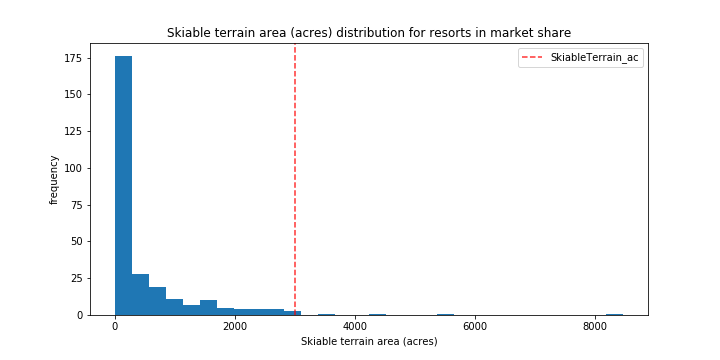 Skiable terrain area (acres) distribution for resorts in market share
SkiableTerrain_ac
175
150
125
100
75
50
25
0
frequency
0 2000 4000 6000 8000
Skiable terrain area (acres)